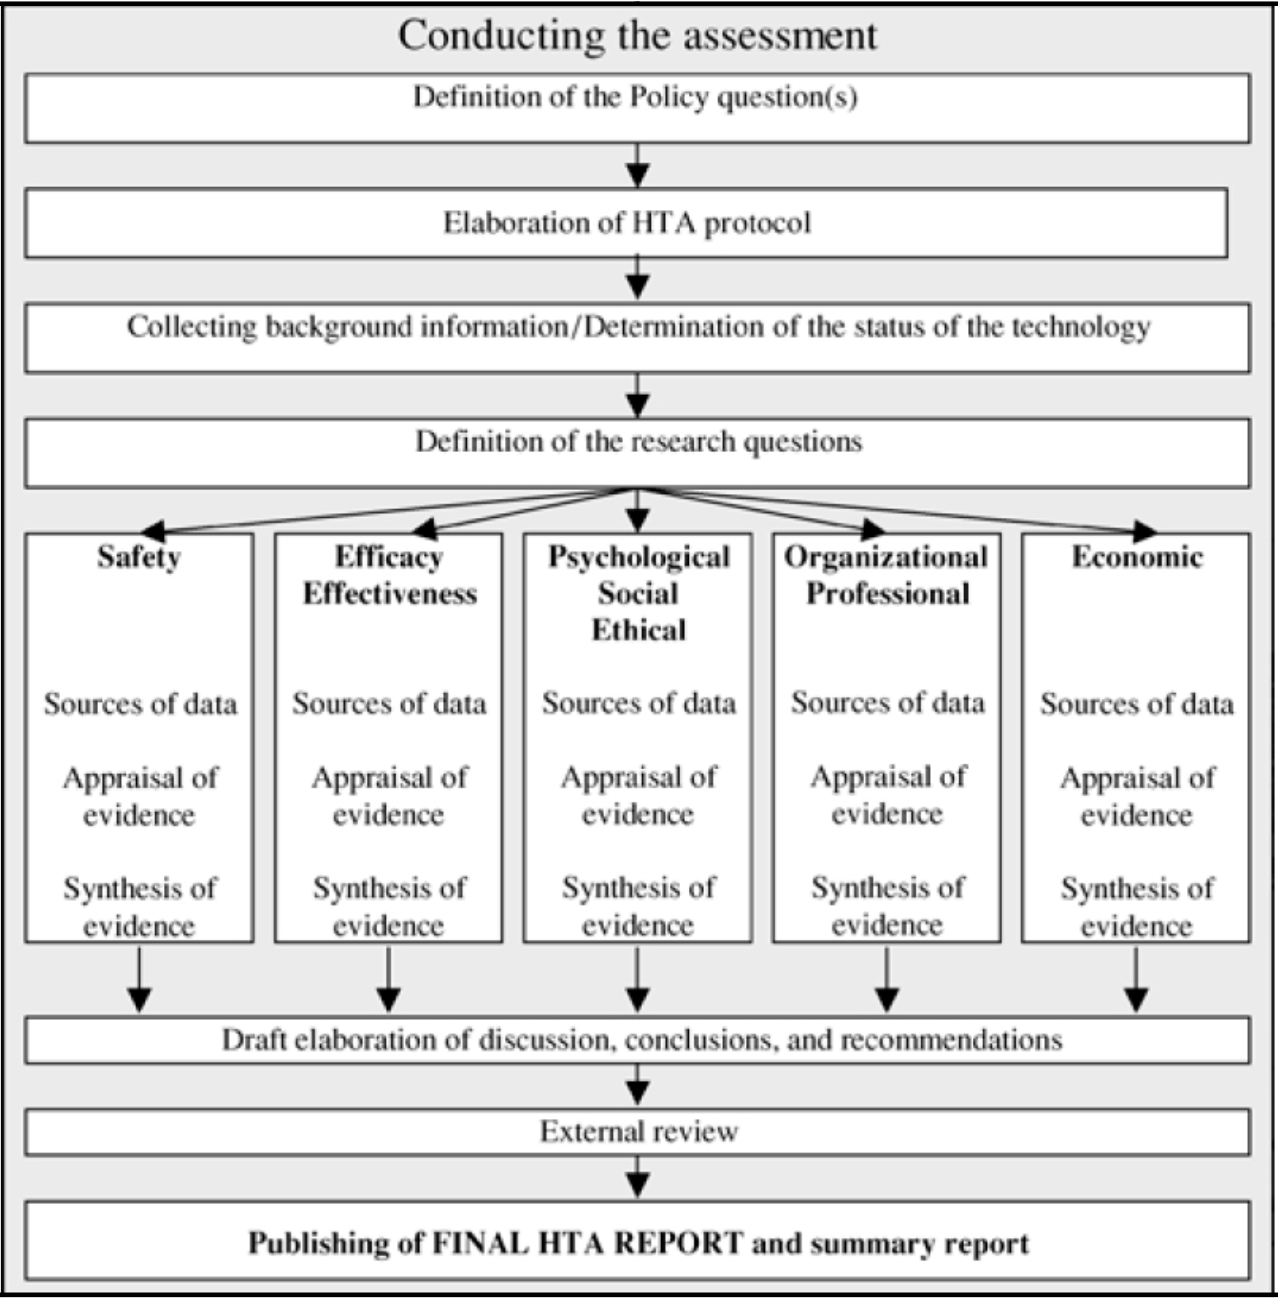 Conducting the assessment
Definition of the Policy question(s)
Elaboration of HTA protocol
Collecting background information/Determination of the status of the technology
Definition of the research questions
Safety
Sources of data
Appraisal of
evidence
Synthesis of
evidence
Efficacy
Effectiveness
Sources of data
Appraisal of
evidence
Synthesis of
evidence
Psychological
Social
Ethical
Sources of data
Appraisal of
evidence
Synthesis of
evidence
Organizational
Professional
Sources of data
Appraisal of
evidence
Synthesis of
evidence
Economic
Sources of data
Appraisal of
evidence
Synthesis of
evidence
Draft elaboration of discussion, conclusions, and recommendations
External review
Publishing of FINAL HTA REPORT and summary report